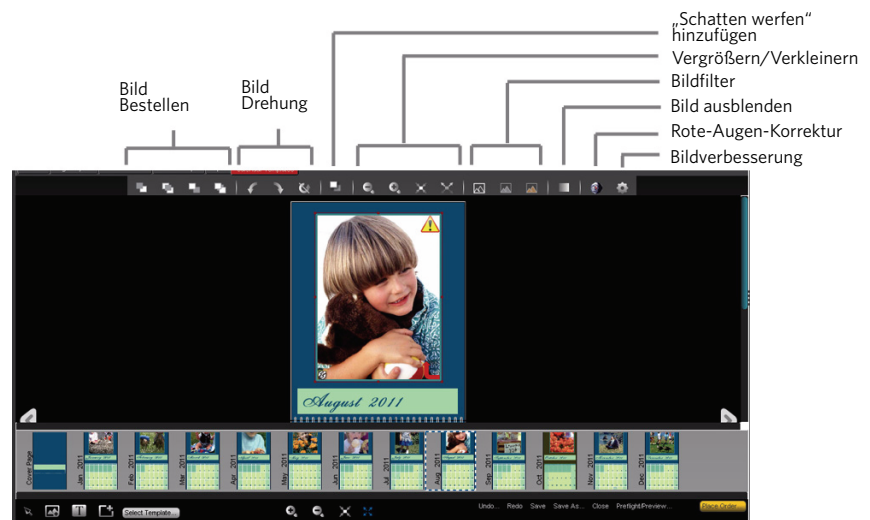 „Schatten werfen“
hinzufügen
Vergrößern/Verkleinern
Bildfilter
Bild ausblenden
Rote-Augen-Korrektur
Bildverbesserung
Bild
Bestellen
Bild
Drehung
August 2011
Cover Page
Jan 2011
Feb 2011
Mar 2011
Apr 2011
May 2011
Jun 2011
Jul 2011
Aug 2011
Sep 2011
Oct 2011
Nov 2011
Dec 2011
T
Select Template...
Undo... Redo Save Save As... Close Preflight/Preview...
Place Order...